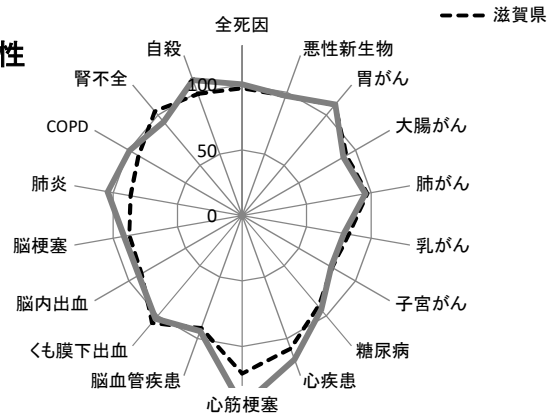 滋賀県
性
全死因
悪性新生物
胃がん
大腸がん
肺がん
乳がん
子宮がん
糖尿病
心疾患
心筋梗塞
脳血管疾患
くも膜下出血
脳内出血
脳梗塞
肺炎
COPD
腎不全
自殺
100
50
0